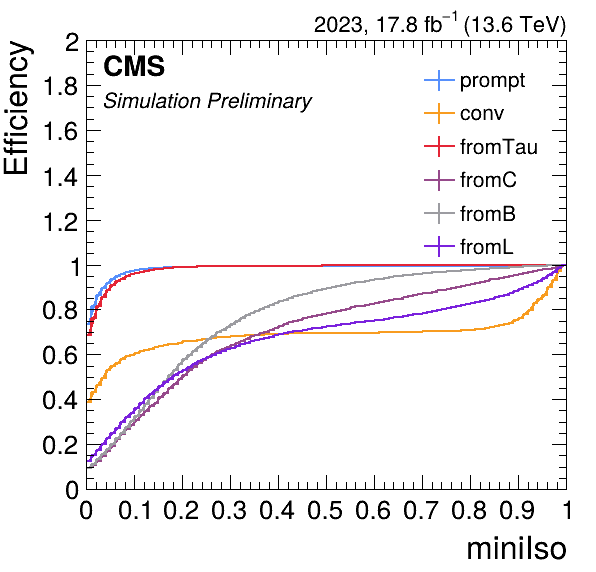 2023, 17.8 fb⁻¹ (13.6 TeV)
CMS
Simulation Preliminary
prompt
conv
fromTau
fromC
fromB
fromL
Efficiency
2
1.8
1.6
1.4
1.2
1
0.8
0.6
0.4
0.2
0
0 0.1 0.2 0.3 0.4 0.5 0.6 0.7 0.8 0.9 1
miniIso